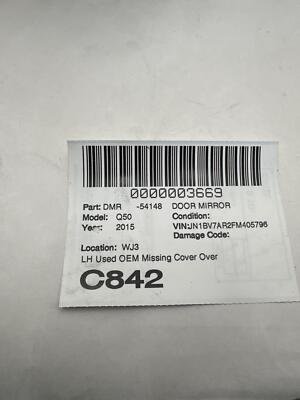 0000003669
Part: DMR -54148 DOOR MIRROR
Model: Q50 Condition:
Year: 2015 VIN:JN1BV7AR2FM405796
Damage Code:
Location: WJ3
LH Used OEM Missing Cover Over
C842